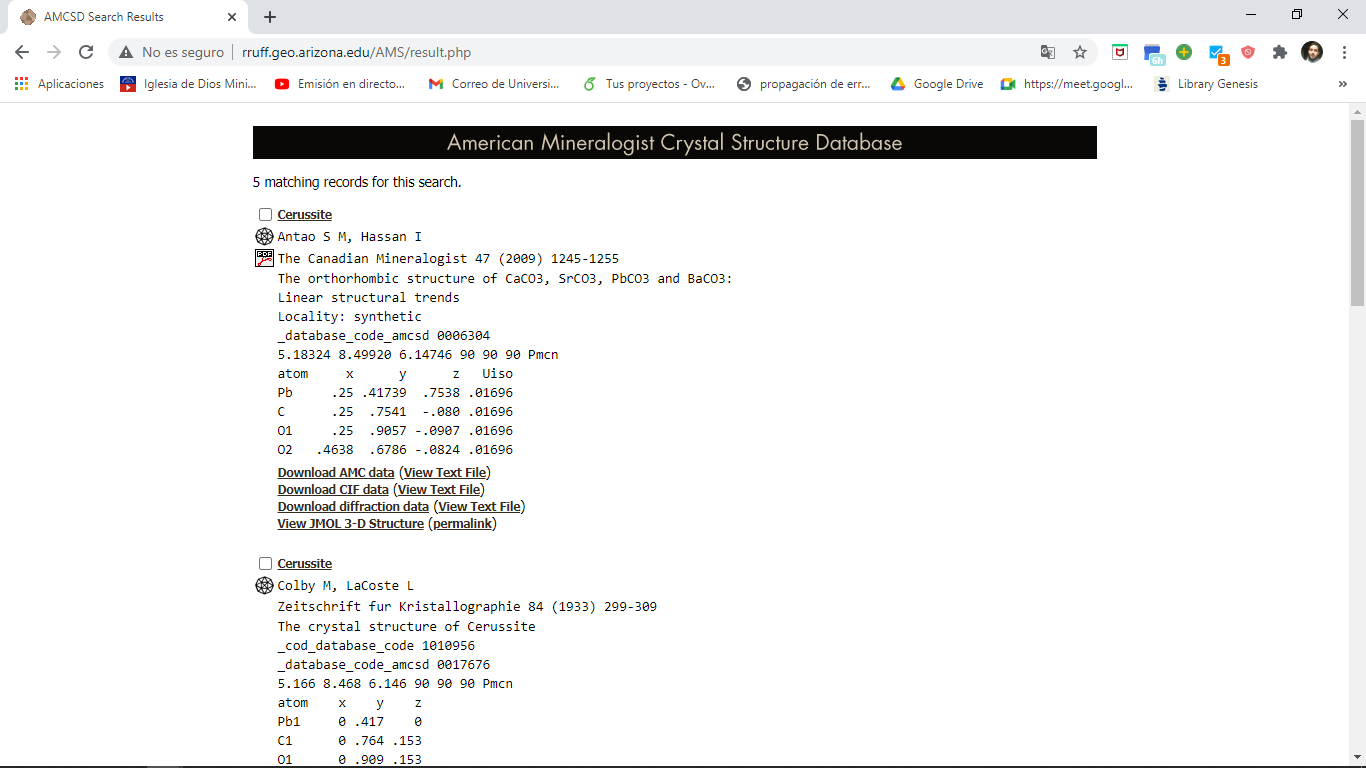 AMCSD Search Results
No es seguro | rruff.geo.arizona.edu/AMS/result.php
6h
3
Aplicaciones Iglesia de Dios Mini... Emisión en directo... Correo de Universi... Tus proyectos - Ov... propagación de err... Google Drive https://meet.googl... Library Genesis »
American Mineralogist Crystal Structure Database
5 matching records for this search.
Cerussite
Antao S M, Hassan I
PDF
The Canadian Mineralogist 47 (2009) 1245-1255
The orthorhombic structure of CaCO3, SrCO3, PbCO3 and BaCO3:
Linear structural trends
Locality: synthetic
_database_code_amcsd 0006304
5.18324 8.49920 6.14746 90 90 90 Pmcn
atom x y z Uiso
Pb .25 .41739 .7538 .01696
C .25 .7541 -.080 .01696
O1 .25 .9057 -.0907 .01696
O2 .4638 .6786 -.0824 .01696
Download AMC data (View Text File)
Download CIF data (View Text File)
Download diffraction data (View Text File)
View JMOL 3-D Structure (permalink)
Cerussite
Colby M, LaCoste L
Zeitschrift fur Kristallographie 84 (1933) 299-309
The crystal structure of Cerussite
_cod_database_code 1010956
_database_code_amcsd 0017676
5.166 8.468 6.146 90 90 90 Pmcn
atom x y z
Pb1 0 .417 0
C1 0 .764 .153
O1 0 .909 .153